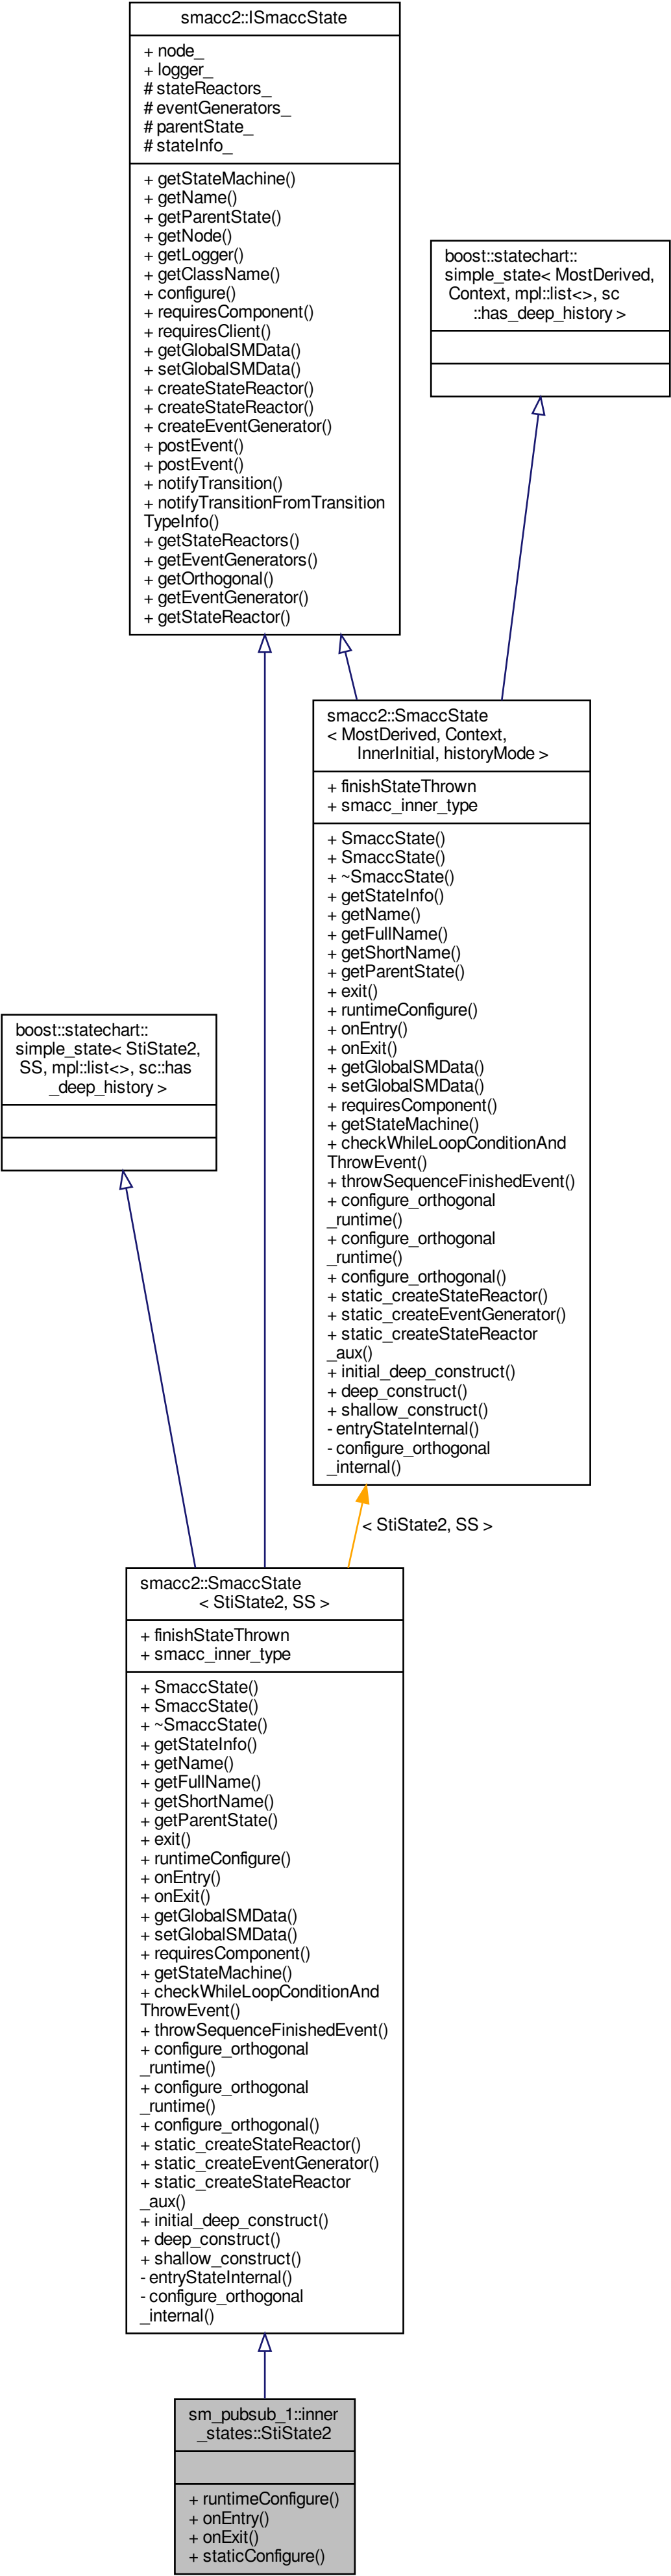 smacc2::ISmaccState
+ node_
+ logger_
# stateReactors_
# eventGenerators_
# parentState_
# stateInfo_
+ getStateMachine()
+ getName()
+ getParentState()
+ getNode()
+ getLogger()
+ getClassName()
+ configure()
+ requiresComponent()
+ requiresClient()
+ getGlobalSMData()
+ setGlobalSMData()
+ createStateReactor()
+ createStateReactor()
+ createEventGenerator()
+ postEvent()
+ postEvent()
+ notifyTransition()
+ notifyTransitionFromTransition
TypeInfo()
+ getStateReactors()
+ getEventGenerators()
+ getOrthogonal()
+ getEventGenerator()
+ getStateReactor()
boost::statechart::
simple_state< MostDerived,
Context, mpl::list<>, sc
::has_deep_history >
smacc2::SmaccState
< MostDerived, Context,
InnerInitial, historyMode >
+ finishStateThrown
+ smacc_inner_type
+ SmaccState()
+ SmaccState()
+ ~SmaccState()
+ getStateInfo()
+ getName()
+ getFullName()
+ getShortName()
+ getParentState()
+ exit()
+ runtimeConfigure()
+ onEntry()
+ onExit()
+ getGlobalSMData()
+ setGlobalSMData()
+ requiresComponent()
+ getStateMachine()
+ checkWhileLoopConditionAnd
ThrowEvent()
+ throwSequenceFinishedEvent()
+ configure_orthogonal
_runtime()
+ configure_orthogonal
_runtime()
+ configure_orthogonal()
+ static_createStateReactor()
+ static_createEventGenerator()
+ static_createStateReactor
_aux()
+ initial_deep_construct()
+ deep_construct()
+ shallow_construct()
- entryStateInternal()
- configure_orthogonal
_internal()
boost::statechart::
simple_state< StiState2,
SS, mpl::list<>, sc::has
_deep_history >
< StiState2, SS >
smacc2::SmaccState
< StiState2, SS >
+ finishStateThrown
+ smacc_inner_type
+ SmaccState()
+ SmaccState()
+ ~SmaccState()
+ getStateInfo()
+ getName()
+ getFullName()
+ getShortName()
+ getParentState()
+ exit()
+ runtimeConfigure()
+ onEntry()
+ onExit()
+ getGlobalSMData()
+ setGlobalSMData()
+ requiresComponent()
+ getStateMachine()
+ checkWhileLoopConditionAnd
ThrowEvent()
+ throwSequenceFinishedEvent()
+ configure_orthogonal
_runtime()
+ configure_orthogonal
_runtime()
+ configure_orthogonal()
+ static_createStateReactor()
+ static_createEventGenerator()
+ static_createStateReactor
_aux()
+ initial_deep_construct()
+ deep_construct()
+ shallow_construct()
- entryStateInternal()
- configure_orthogonal
_internal()
sm_pubsub_1::inner
_states::StiState2
+ runtimeConfigure()
+ onEntry()
+ onExit()
+ staticConfigure()